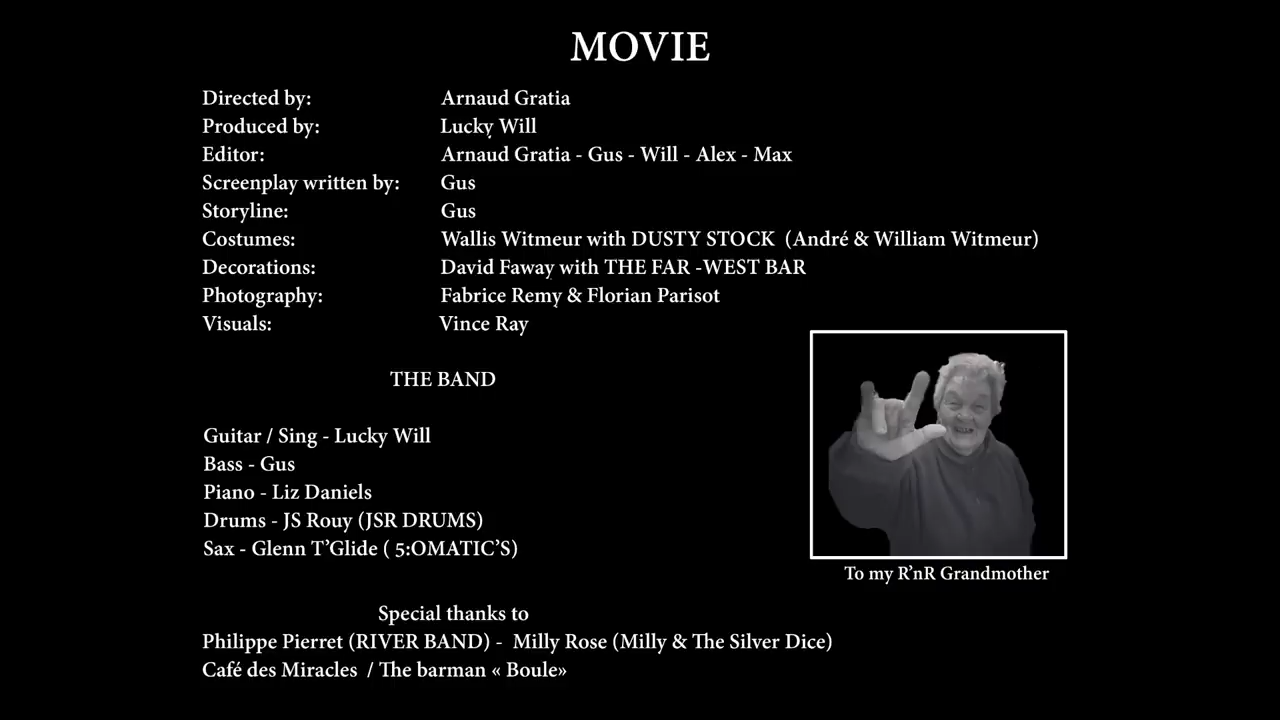 MOVIE
Directed by: Arnaud Gratia
Produced by: Lucky Will
Editor: Arnaud Gratia - Gus - Will - Alex - Max
Screenplay written by: Gus
Storyline: Gus
Costumes: Wallis Witmeur with DUSTY STOCK (André & William Witmeur)
Decorations: David Faway with THE FAR -WEST BAR
Photography: Fabrice Remy & Florian Parisot
Visuals: Vince Ray
THE BAND
Guitar / Sing - Lucky Will
Bass - Gus
Piano - Liz Daniels
Drums - JS Rouy (JSR DRUMS)
Sax - Glenn T’Glide ( 5:OMATIC’S)
To my R’nR Grandmother
Special thanks to
Philippe Pierret (RIVER BAND) - Milly Rose (Milly & The Silver Dice)
Café des Miracles / The barman « Boule»